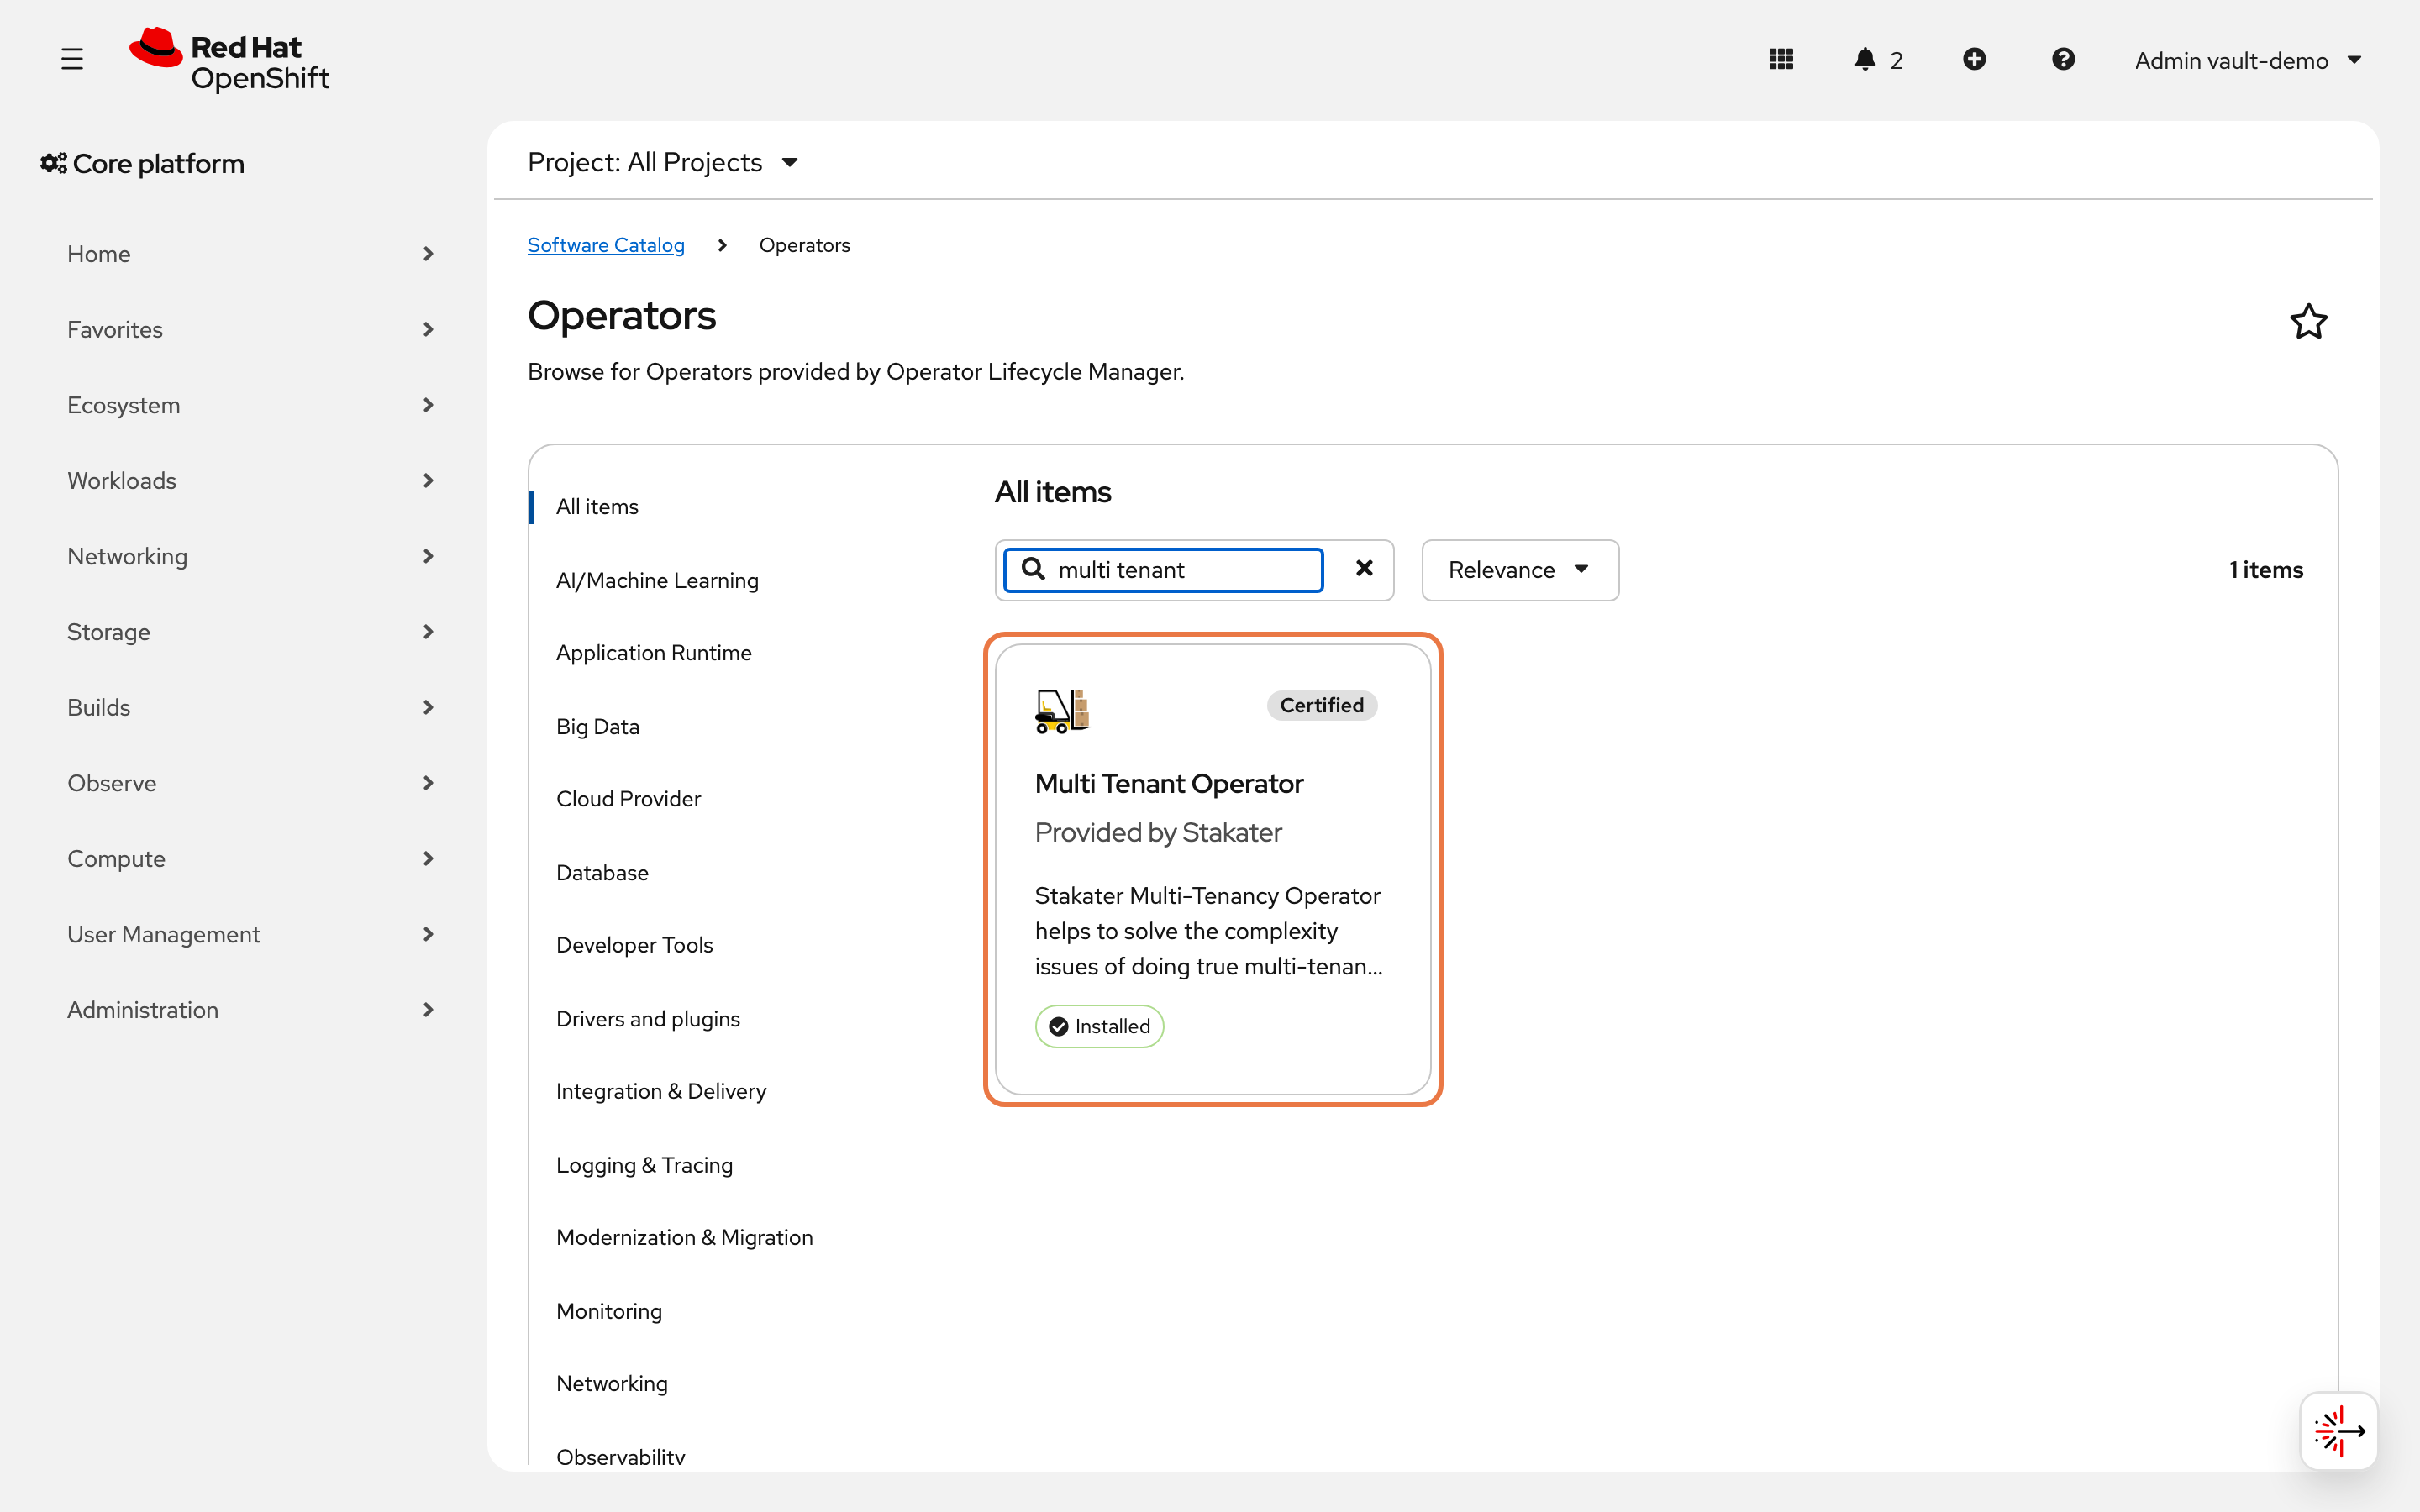 Red Hat
OpenShift
2
Admin vault-demo
Core platform
Home
Favorites
Ecosystem
Workloads
Networking
Storage
Builds
Observe
Compute
User Management
Administration
Project: All Projects
Software Catalog
Operators
Operators
Browse for Operators provided by Operator Lifecycle Manager.
All items
AI/Machine Learning
Application Runtime
Big Data
Cloud Provider
Database
Developer Tools
Drivers and plugins
Integration & Delivery
Logging & Tracing
Modernization & Migration
Monitoring
Networking
Observability
All items
multi tenant
Relevance
1 items
Certified
Multi Tenant Operator
Provided by Stakater
Stakater Multi-Tenancy Operator
helps to solve the complexity
issues of doing true multi-tenan...
Installed